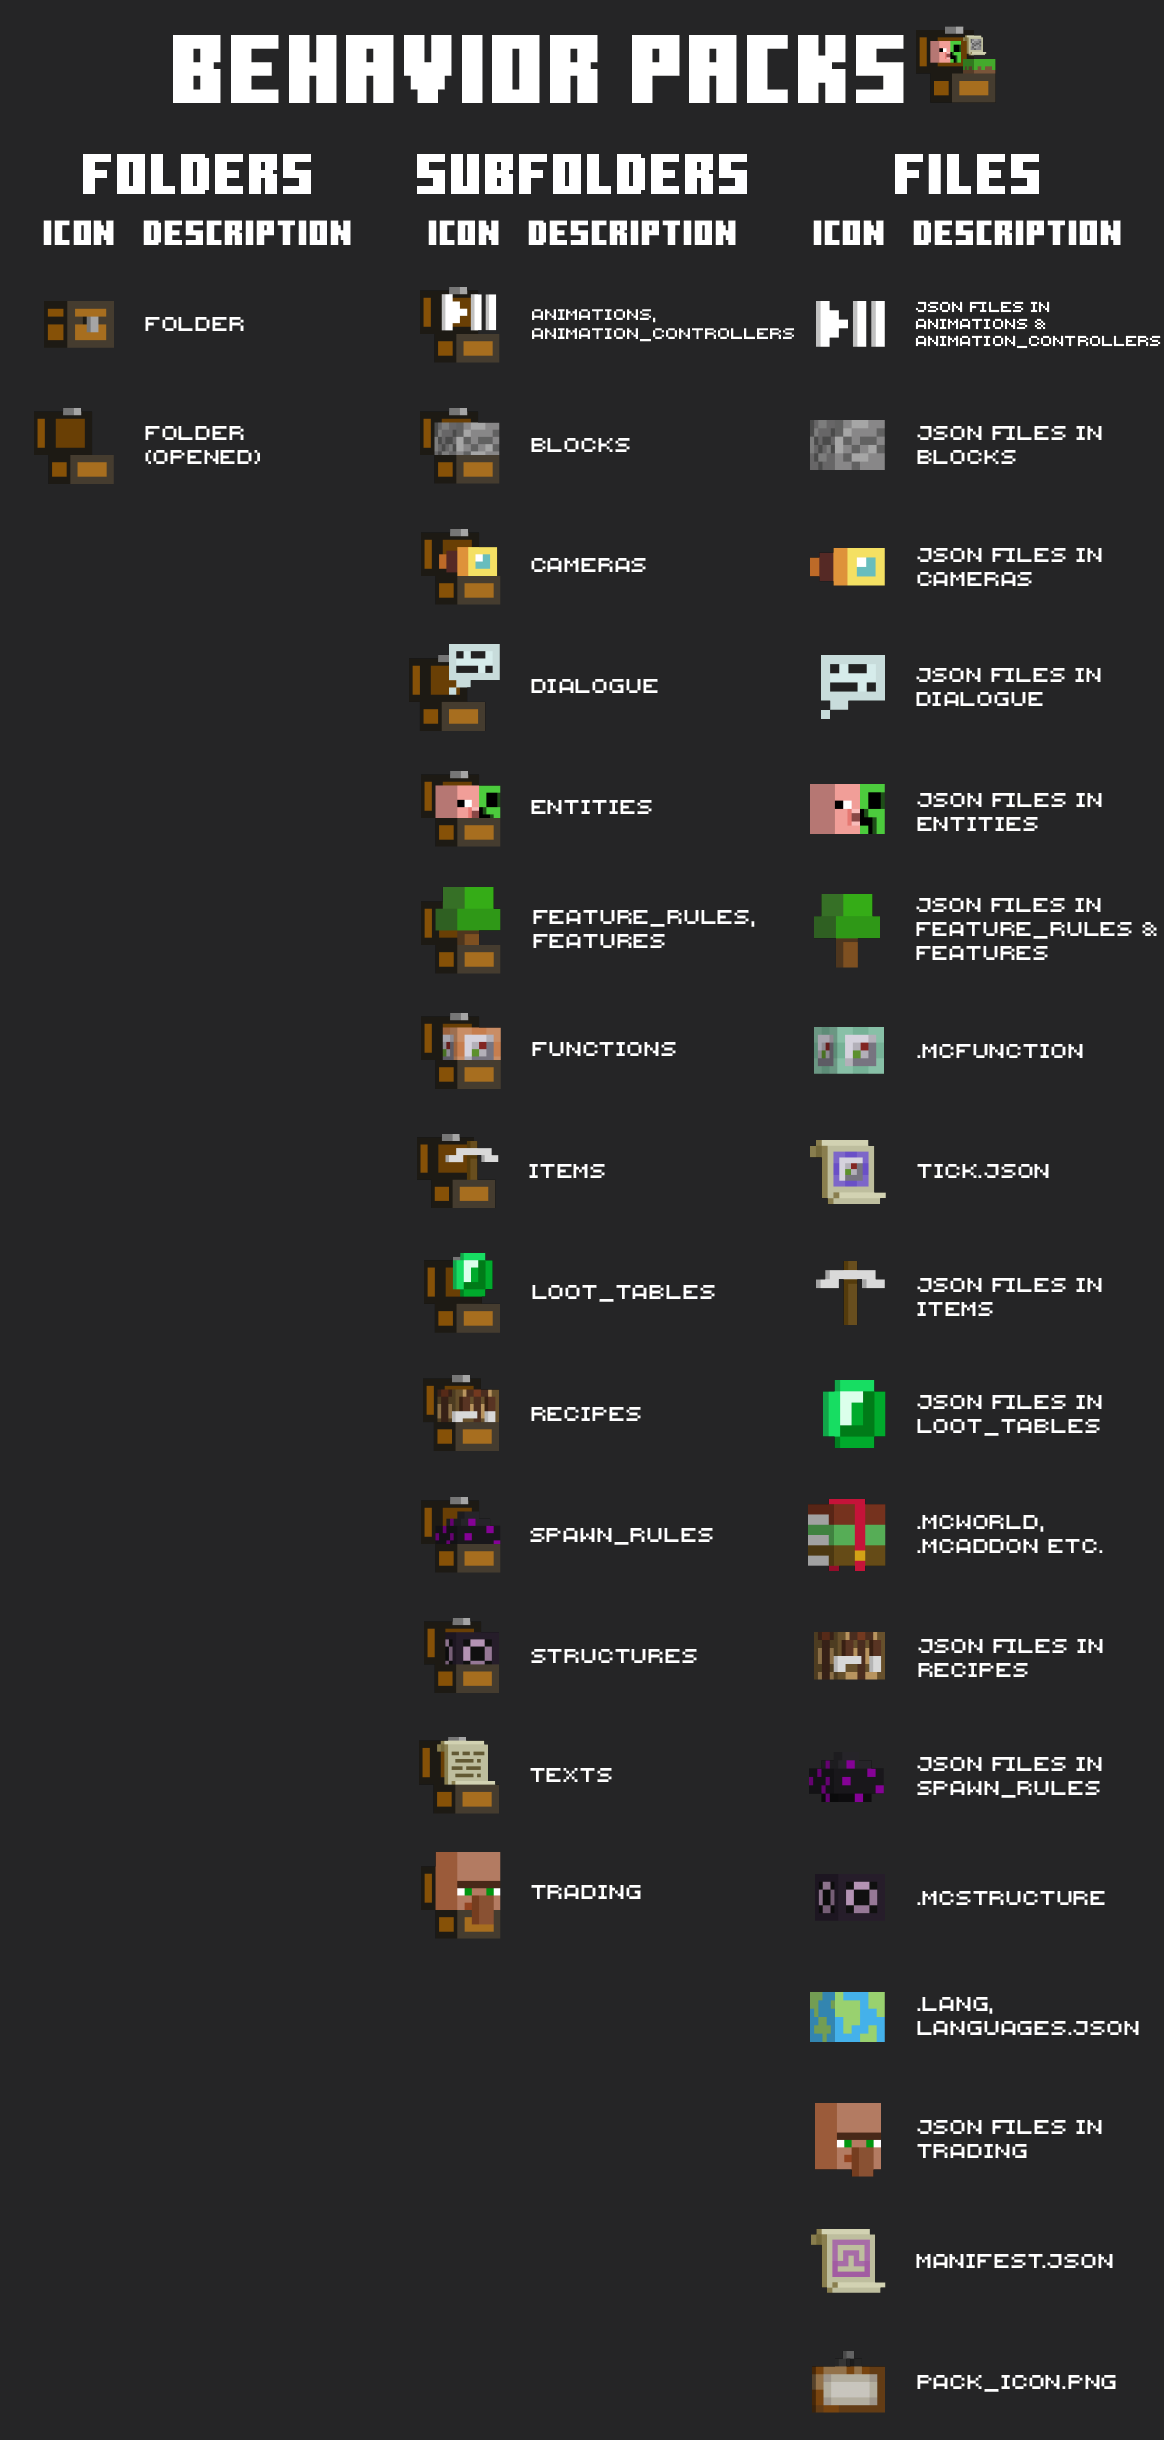 BEHAVIOR PACKS
FOLDERS
ICON DESCRIPTION
FOLDER
FOLDER
(OPENED)
SUBFOLDERS
ICON DESCRIPTION
ANIMATIONS,
ANIMATION_CONTROLLERS
BLOCKS
CAMERAS
DIALOGUE
ENTITIES
FEATURE_RULES,
FEATURES
FUNCTIONS
ITEMS
LOOT_TABLES
RECIPES
SPAWN_RULES
STRUCTURES
TEXTS
TRADING
FILES
ICON DESCRIPTION
JSON FILES IN
ANIMATIONS &
ANIMATION_CONTROLLERS
JSON FILES IN
BLOCKS
JSON FILES IN
CAMERAS
JSON FILES IN
DIALOGUE
JSON FILES IN
ENTITIES
JSON FILES IN
FEATURE_RULES &
FEATURES
.MCFUNCTION
TICK.JSON
JSON FILES IN
ITEMS
JSON FILES IN
LOOT_TABLES
.MCWORLD,
.MCADDON ETC.
JSON FILES IN
RECIPES
JSON FILES IN
SPAWN_RULES
.MCSTRUCTURE
.LANG,
LANGUAGES.JSON
JSON FILES IN
TRADING
MANIFEST.JSON
PACK_ICON.PNG